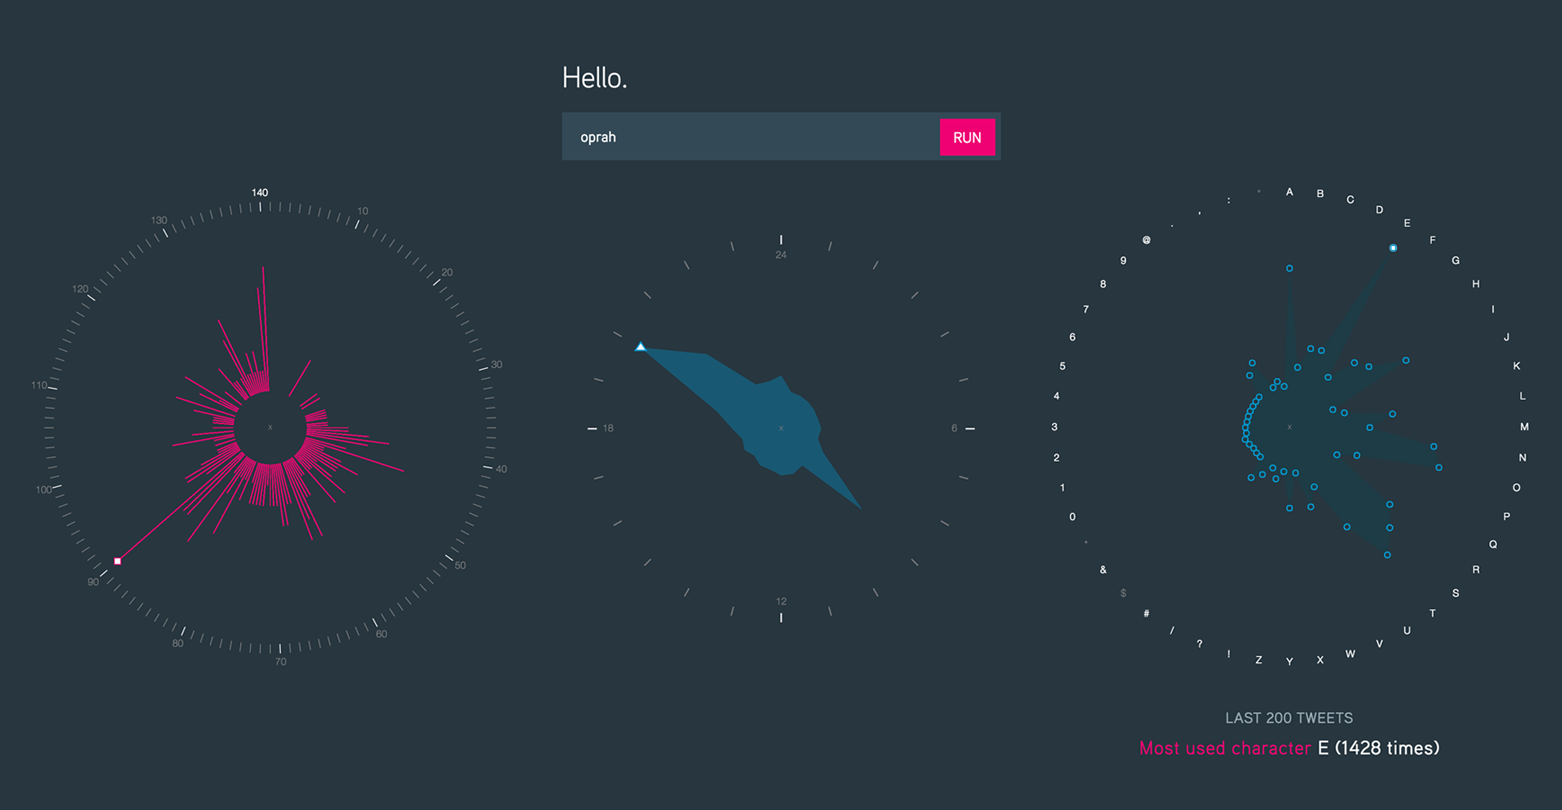 Hello.
oprah
RUN
140
10
20
30
40
50
60
70
80
90
100
110
120
130
x
24
6
12
18
x
A
B
C
D
E
F
G
H
I
J
K
L
M
N
O
P
Q
R
S
T
U
V
W
X
Y
Z
!
?
/
#
$
&
0
1
2
3
4
5
6
7
8
9
@
.
,
:
x
LAST 200 TWEETS
Most used character E (1428 times)